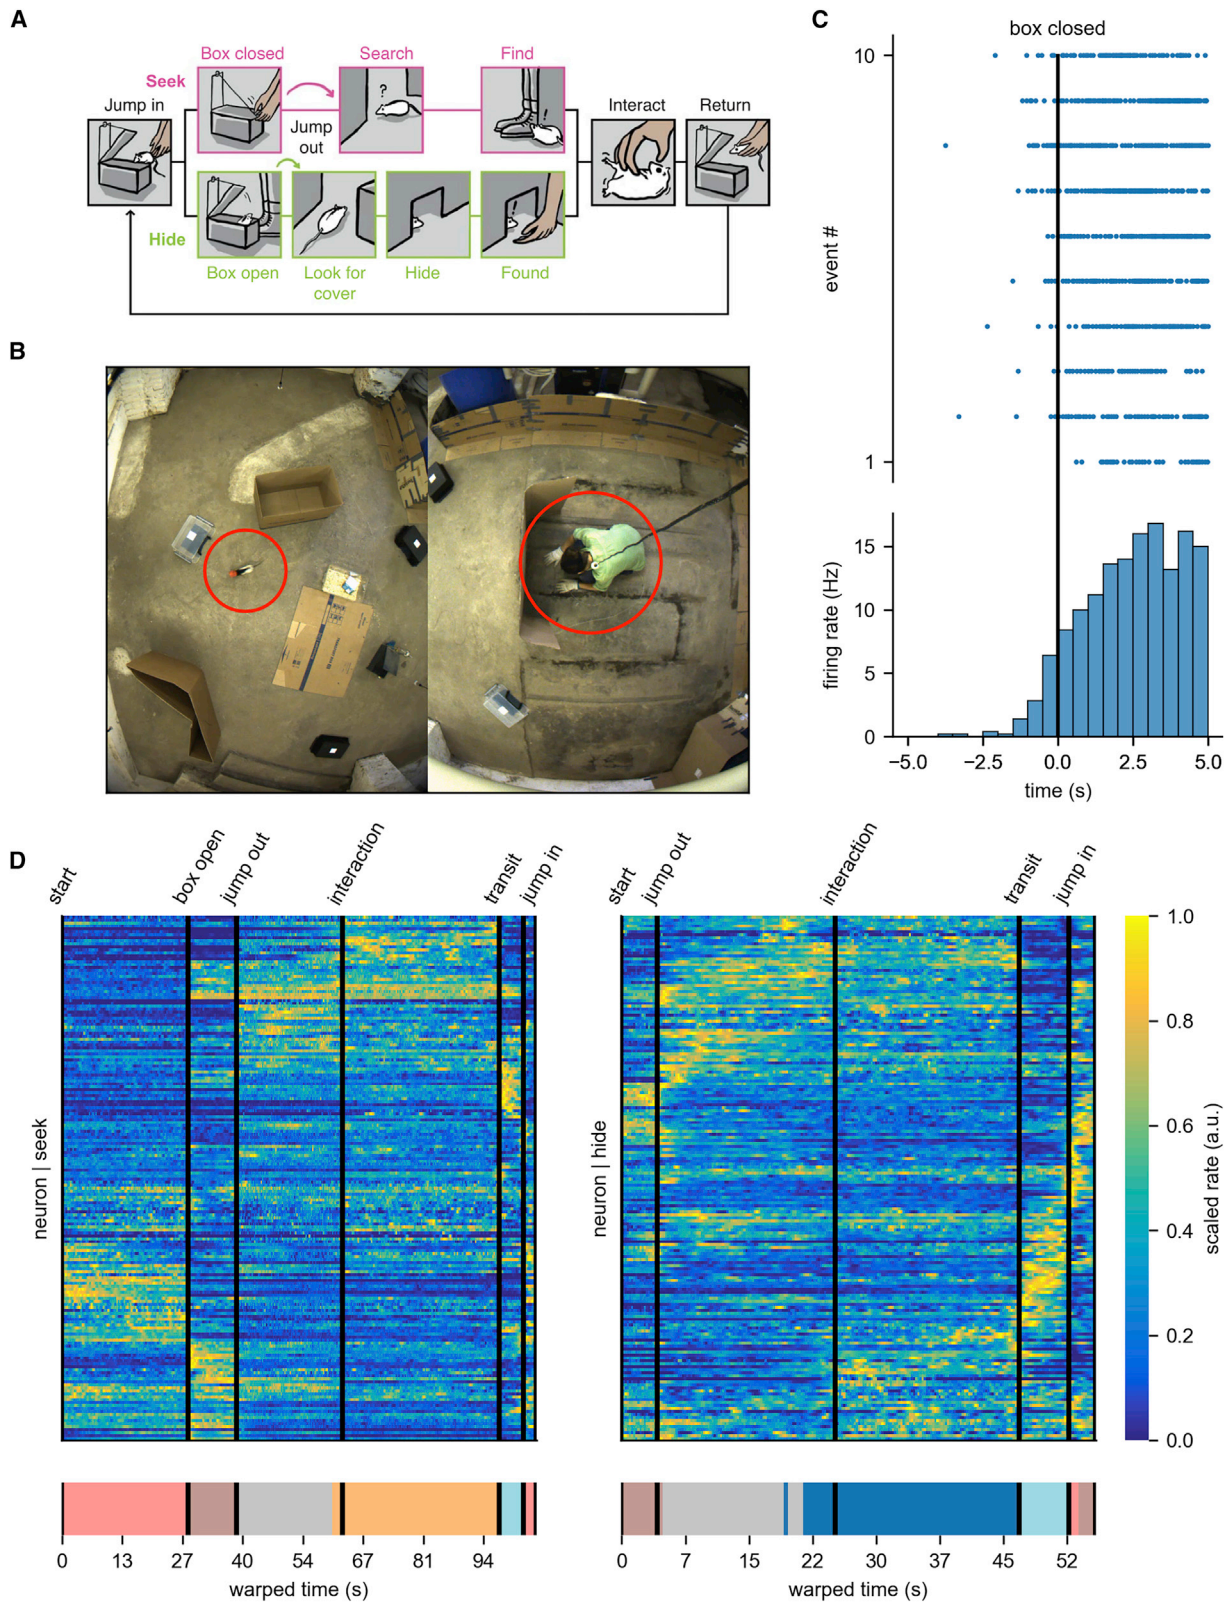 A
Box closed
Search
Find
Seek
Jump in
Jump
out
Interact
Return
?
!
Hide
Box open
Look for
cover
Hide
Found
B
C
box closed
10
event #
1
15
10
5
0
firing rate (Hz)
−5.0
−2.5
0.0
2.5
5.0
time (s)
D
start
box open
jump out
interaction
transit
jump in
neuron | seek
start
jump out
interaction
transit
jump in
neuron | hide
1.0
0.8
0.6
0.4
0.2
0.0
scaled rate (a.u.)
0 13 27 40 54 67 81 94
warped time (s)
0 7 15 22 30 37 45 52
warped time (s)